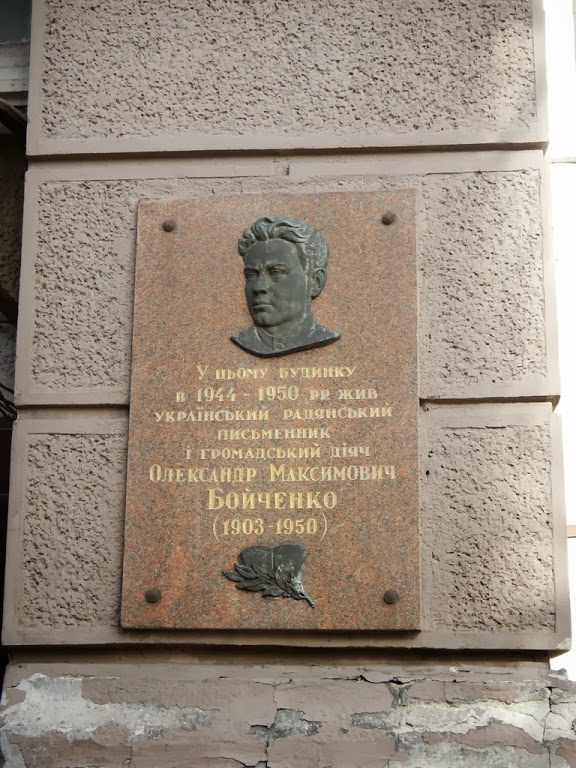 У цьому будинку
в 1944 - 1950 рр. жив
український радянський
письменник
і громадський діяч
Олександр Максимович
Бойченко
(1903 - 1950)